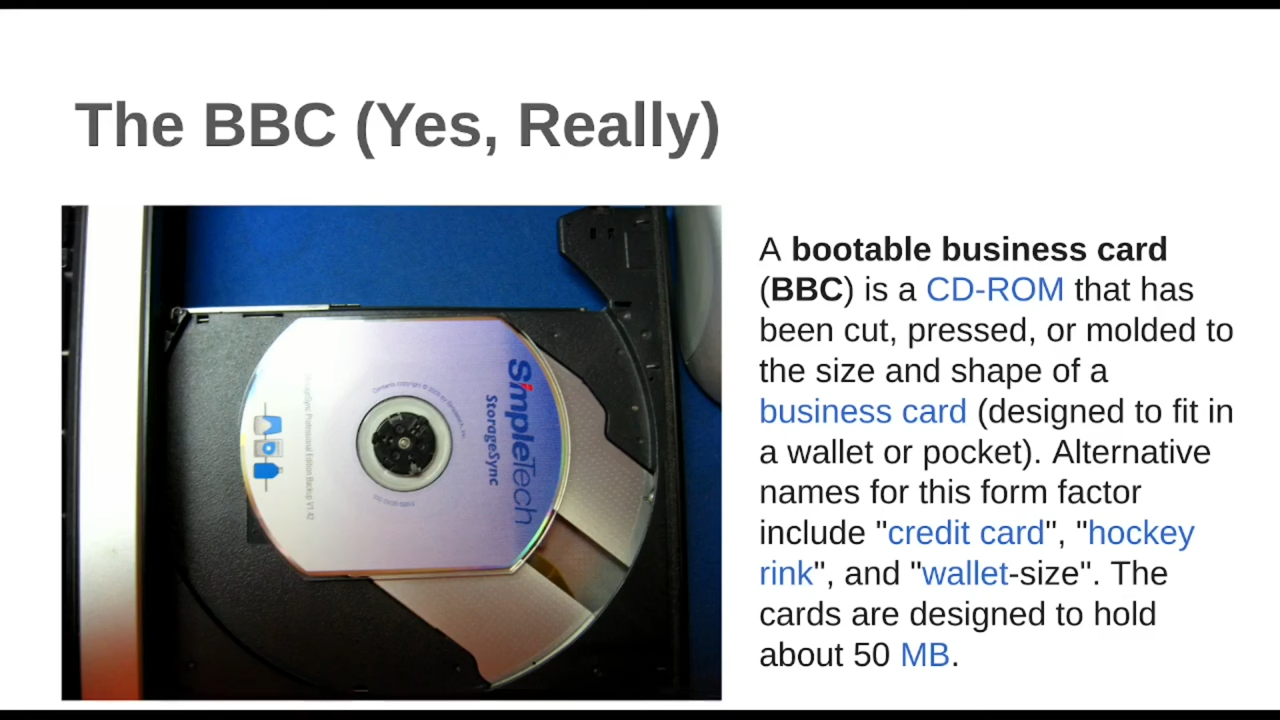 The BBC (Yes, Really)
SimpleTech
StorageSync
A bootable business card
(BBC) is a CD-ROM that has
been cut, pressed, or molded to
the size and shape of a
business card (designed to fit in
a wallet or pocket). Alternative
names for this form factor
include "credit card", "hockey
rink", and "wallet-size". The
cards are designed to hold
about 50 MB.